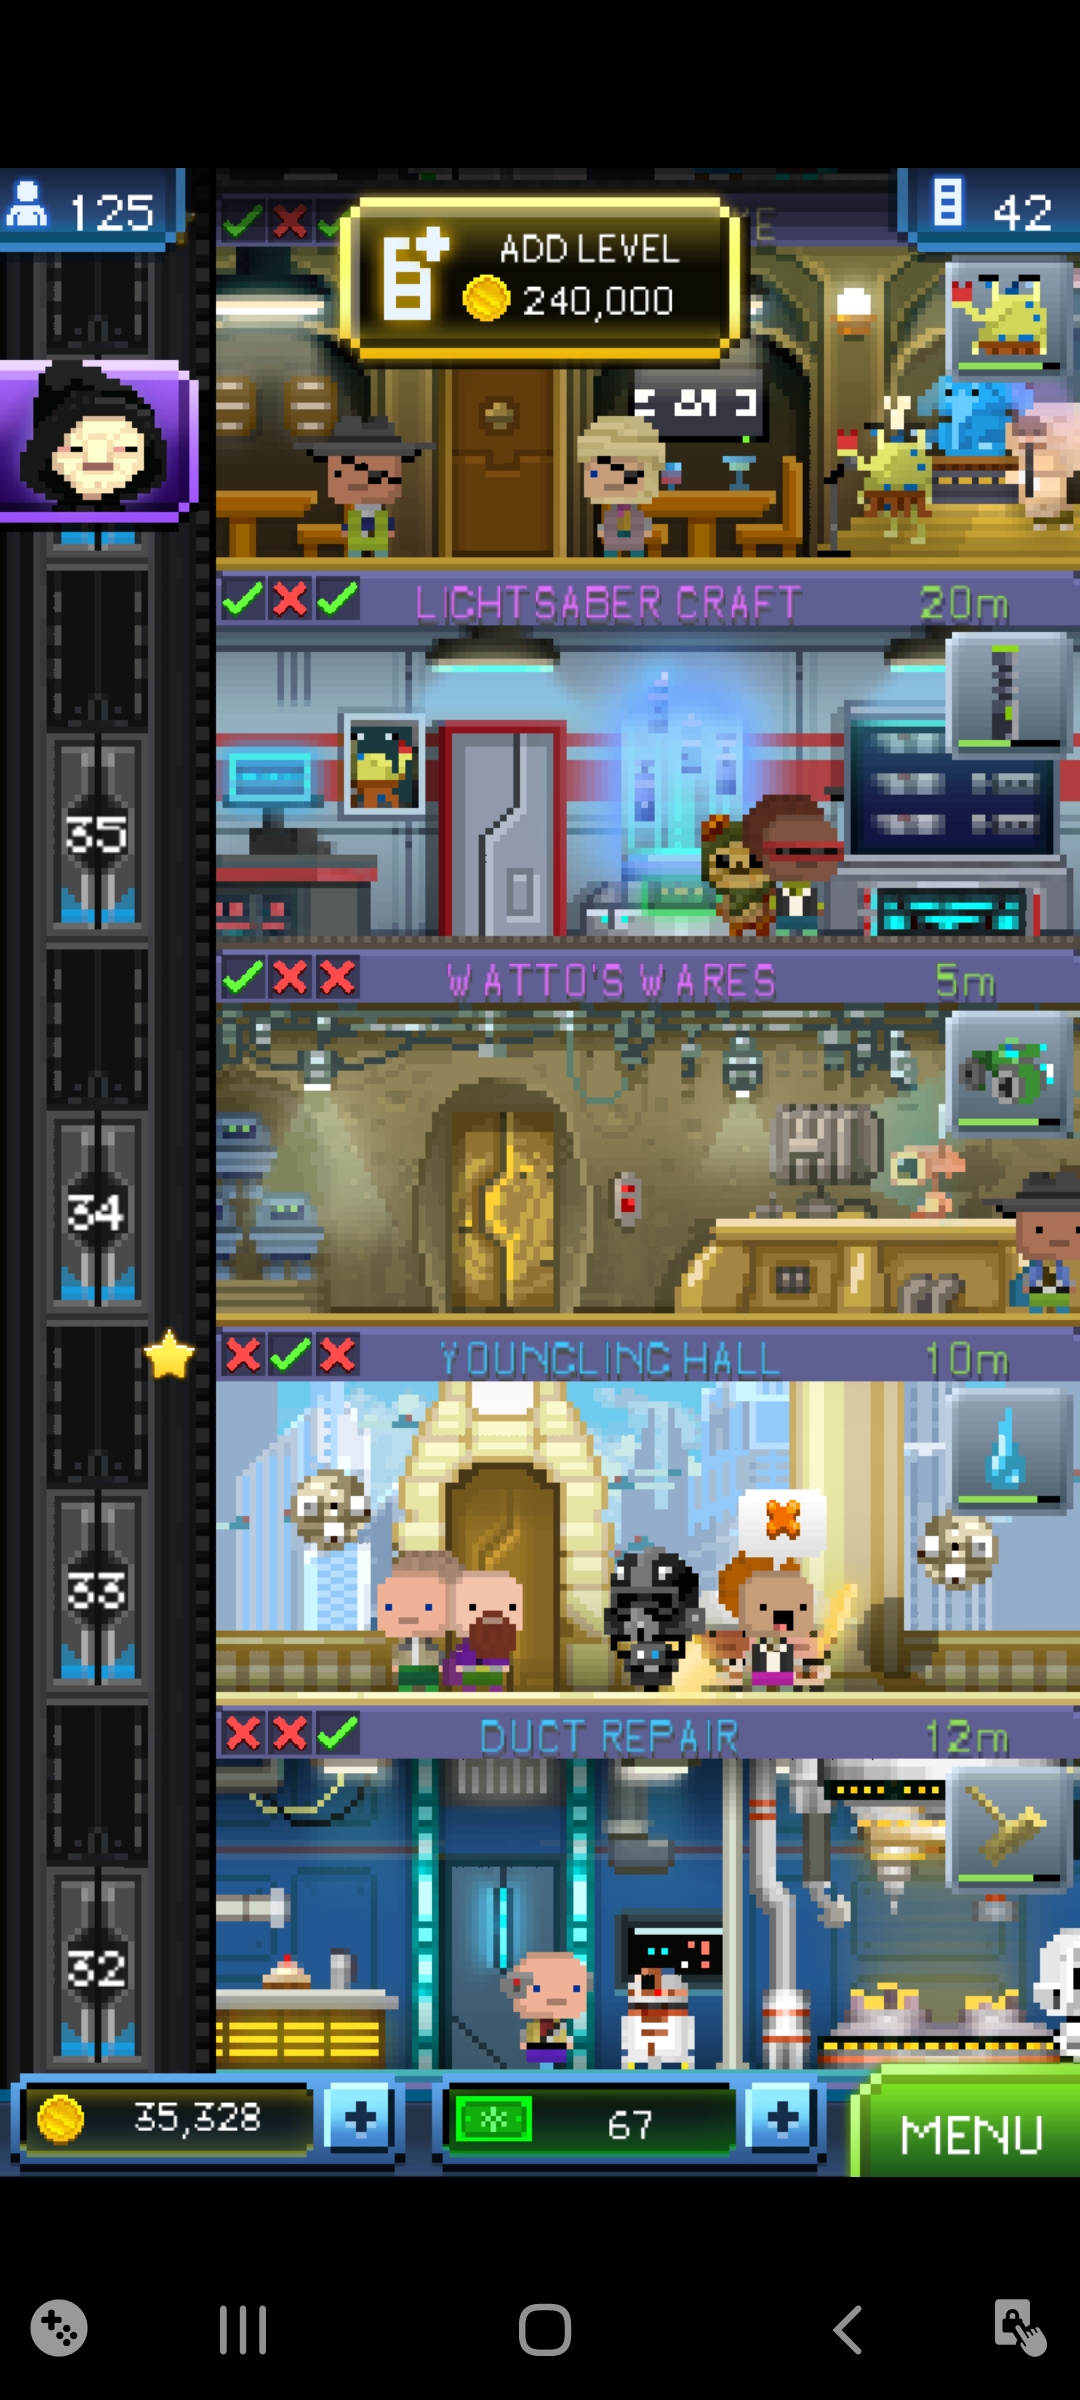 125
42
ADD LEVEL
240,000
LIGHTSABER CRAFT 20m
35
WATTO'S WARES 5m
34
YOUNGLING HALL 10m
33
DUCT REPAIR 12m
32
35,328
67
MENU